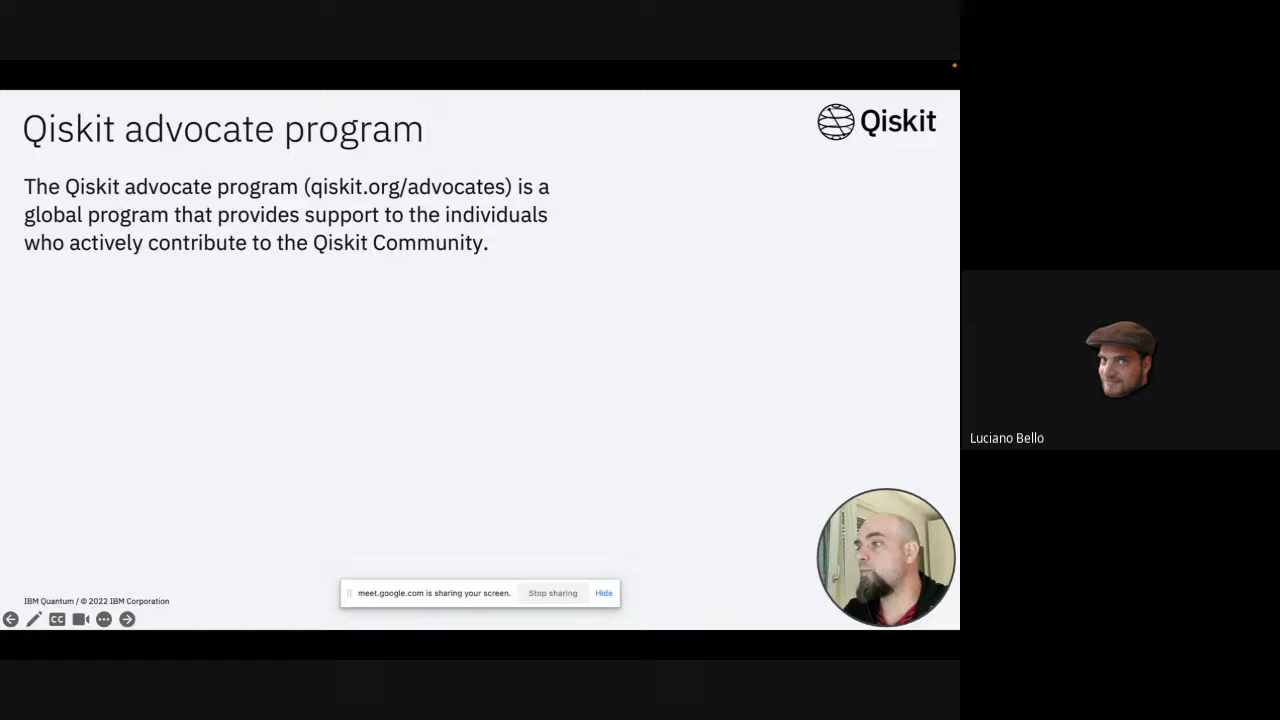 Qiskit advocate program
Qiskit
The Qiskit advocate program (qiskit.org/advocates) is a
global program that provides support to the individuals
who actively contribute to the Qiskit Community.
Luciano Bello
meet.google.com is sharing your screen.
Stop sharing
Hide
IBM Quantum / © 2022 IBM Corporation
CC